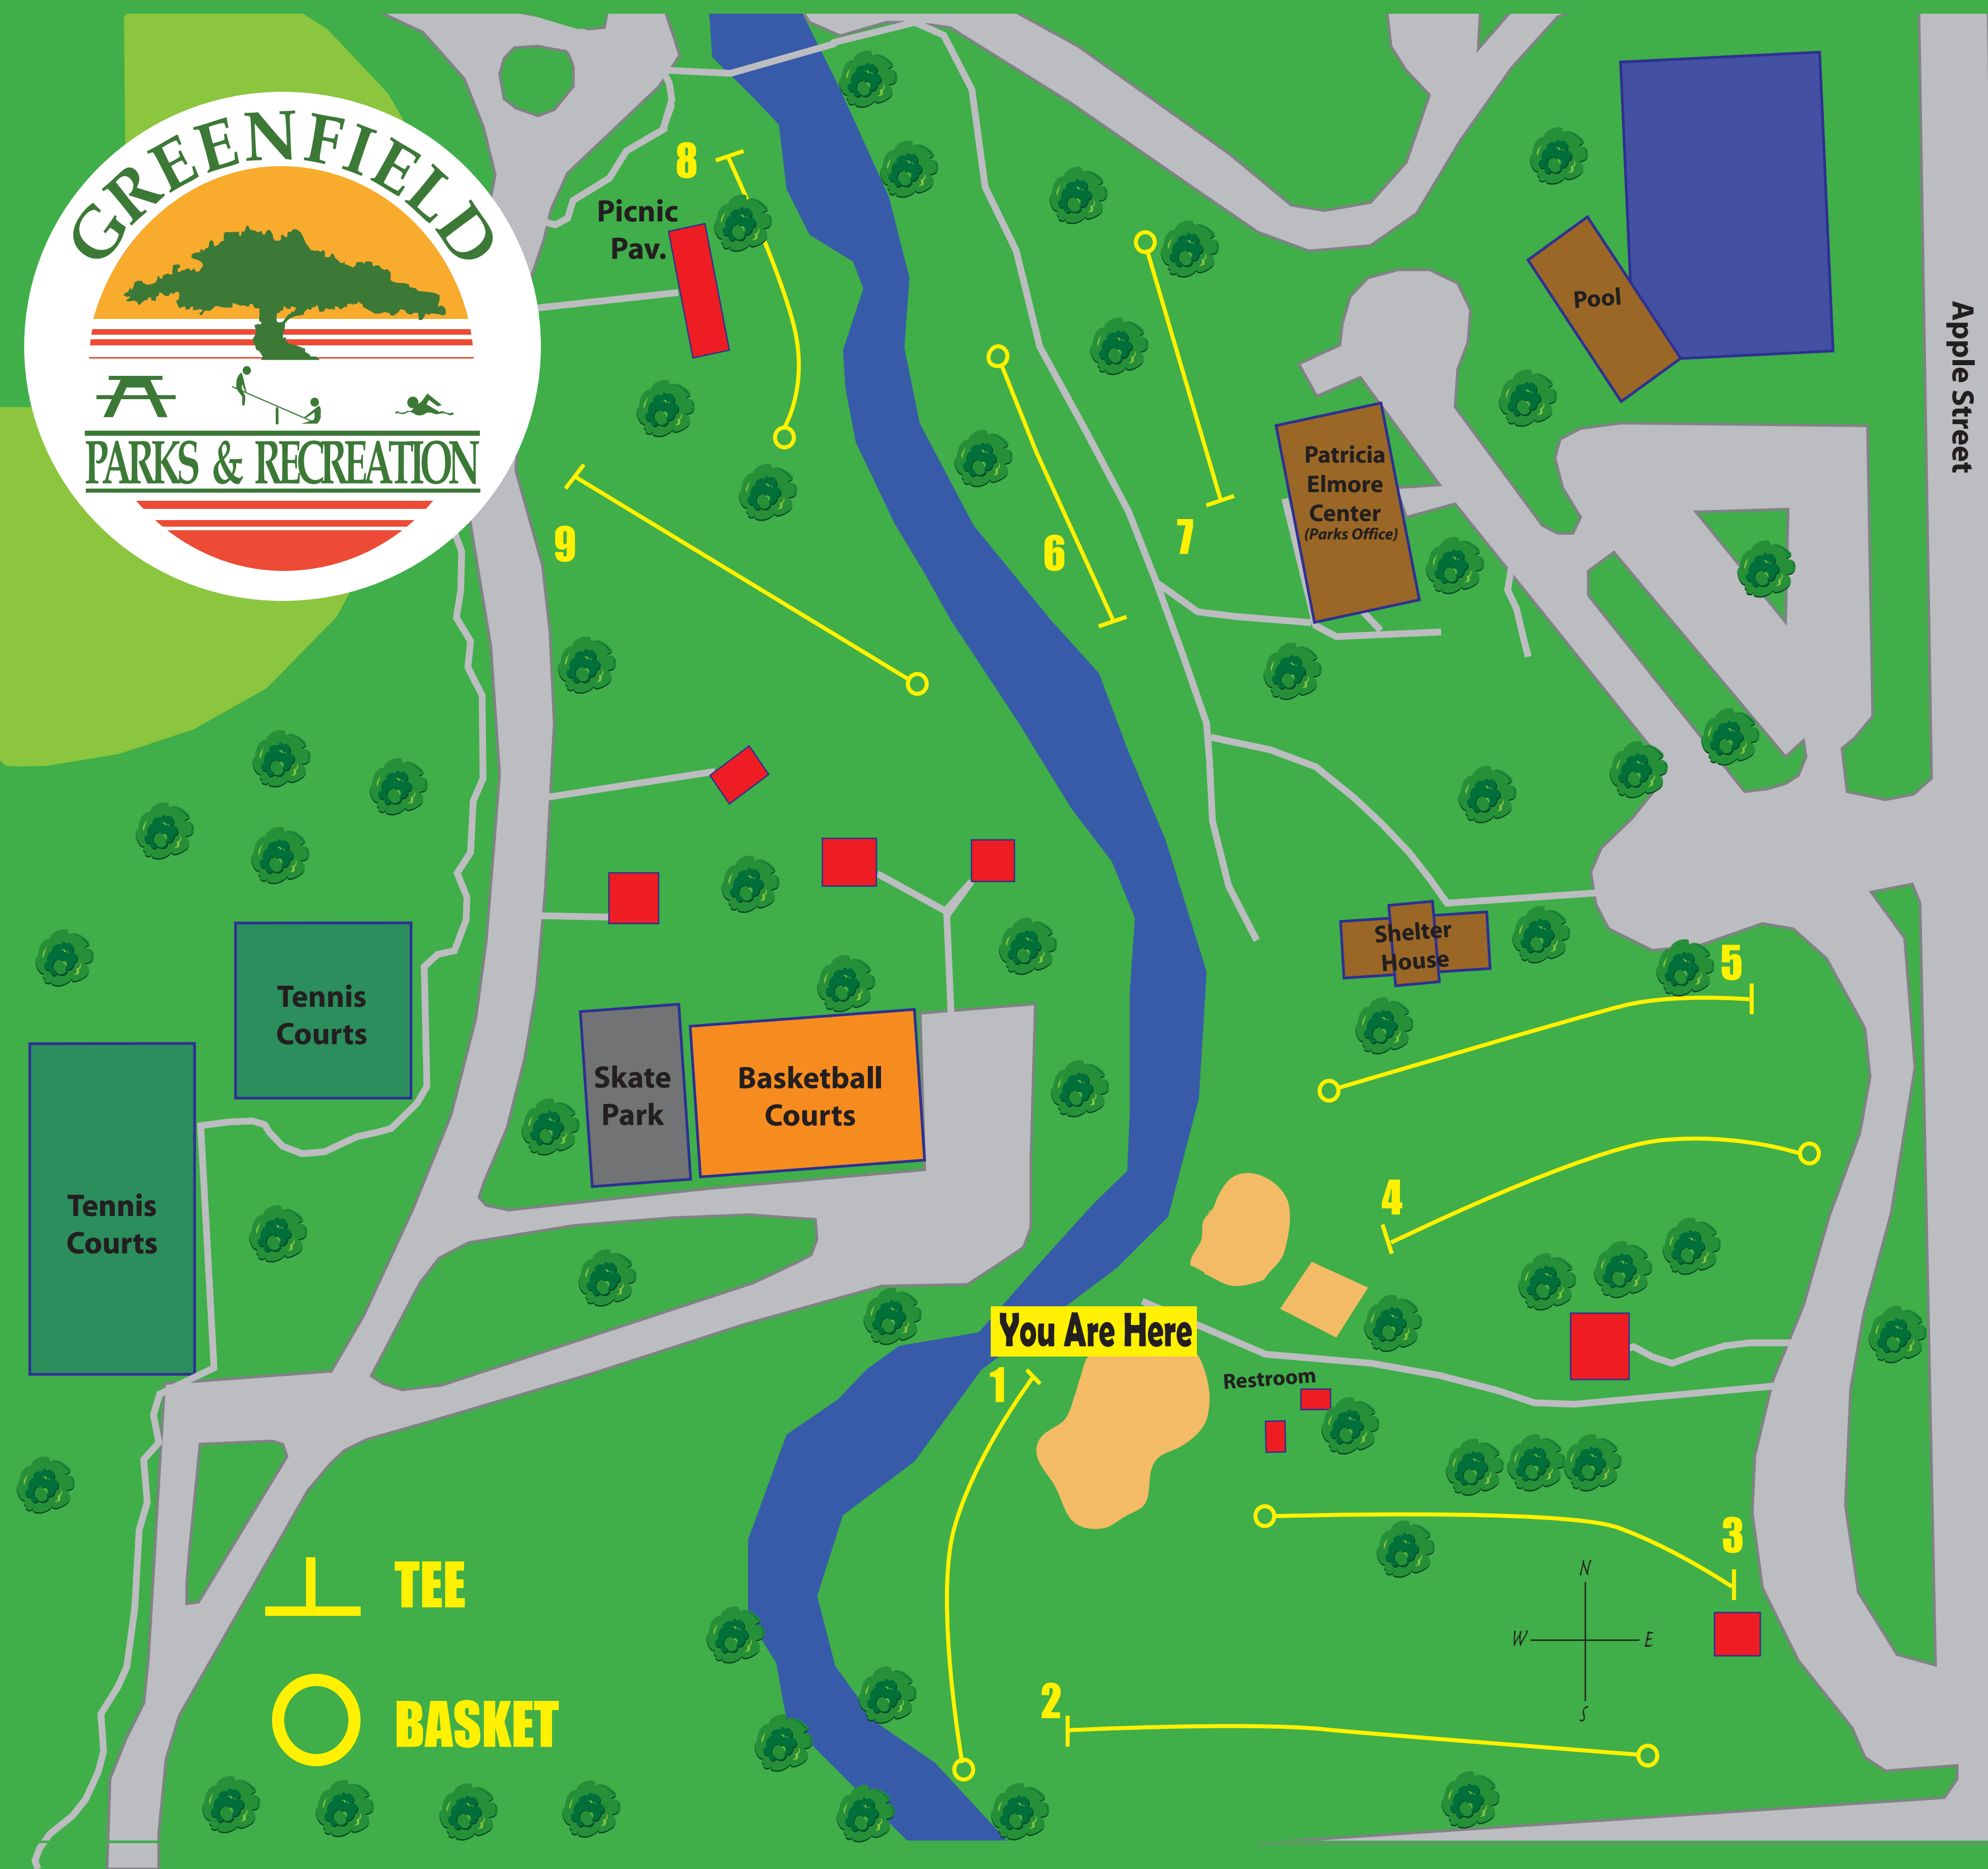 GREENFIELD
PARKS & RECREATION
8
Picnic
Pav.
Pool
Apple Street
Patricia
Elmore
Center
(Parks Office)
9
6
7
Shelter
House
5
Tennis
Courts
Skate
Park
Basketball
Courts
Tennis
Courts
4
You Are Here
1
Restroom
3
N
W
E
S
TEE
BASKET
2